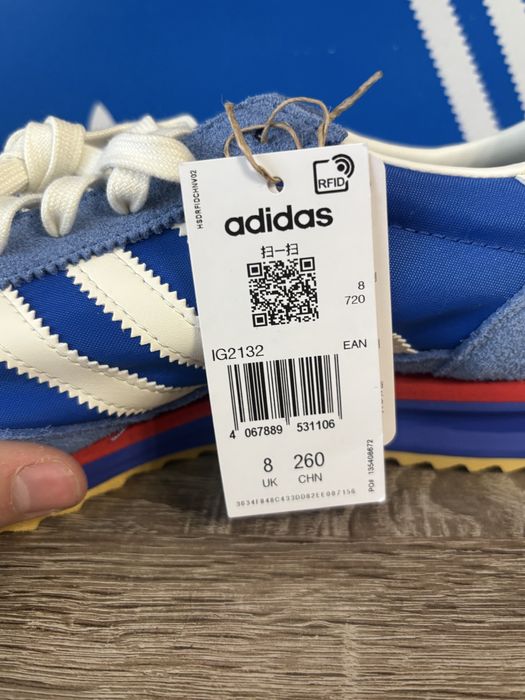 HSDRFIDCHNV02
RFID
adidas
扫一扫
8
720
IG2132
EAN
4 067889 531106
8 260
UK CHN
PO# 135408672